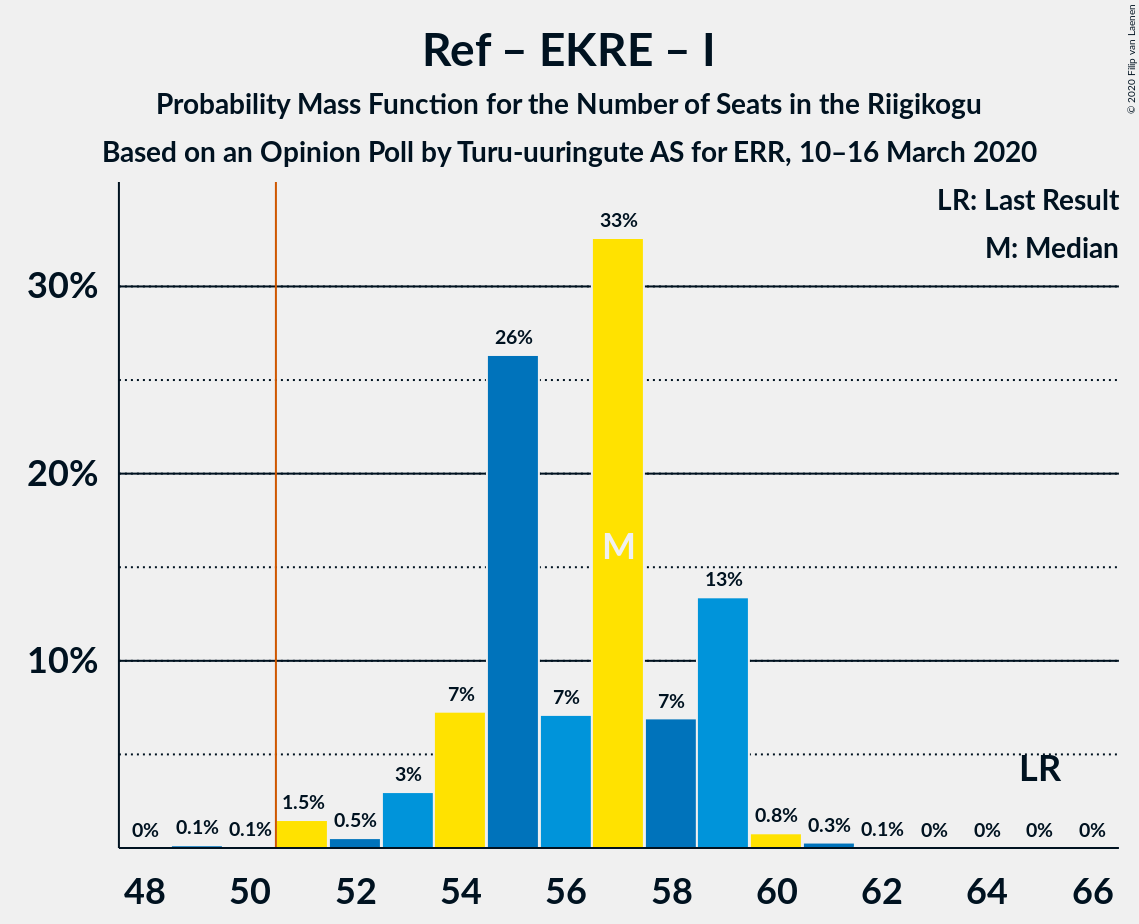 Ref – EKRE – I
Probability Mass Function for the Number of Seats in the Riigikogu
Based on an Opinion Poll by Turu-uuringute AS for ERR, 10–16 March 2020
© 2020 Filip van Laenen
LR: Last Result
M: Median
30%
20%
10%
0%
0.1%
0.1%
1.5%
0.5%
3%
7%
26%
7%
33%
7%
13%
0.8%
0.3%
0.1%
0%
0%
0%
0%
M
LR
48 50 52 54 56 58 60 62 64 66